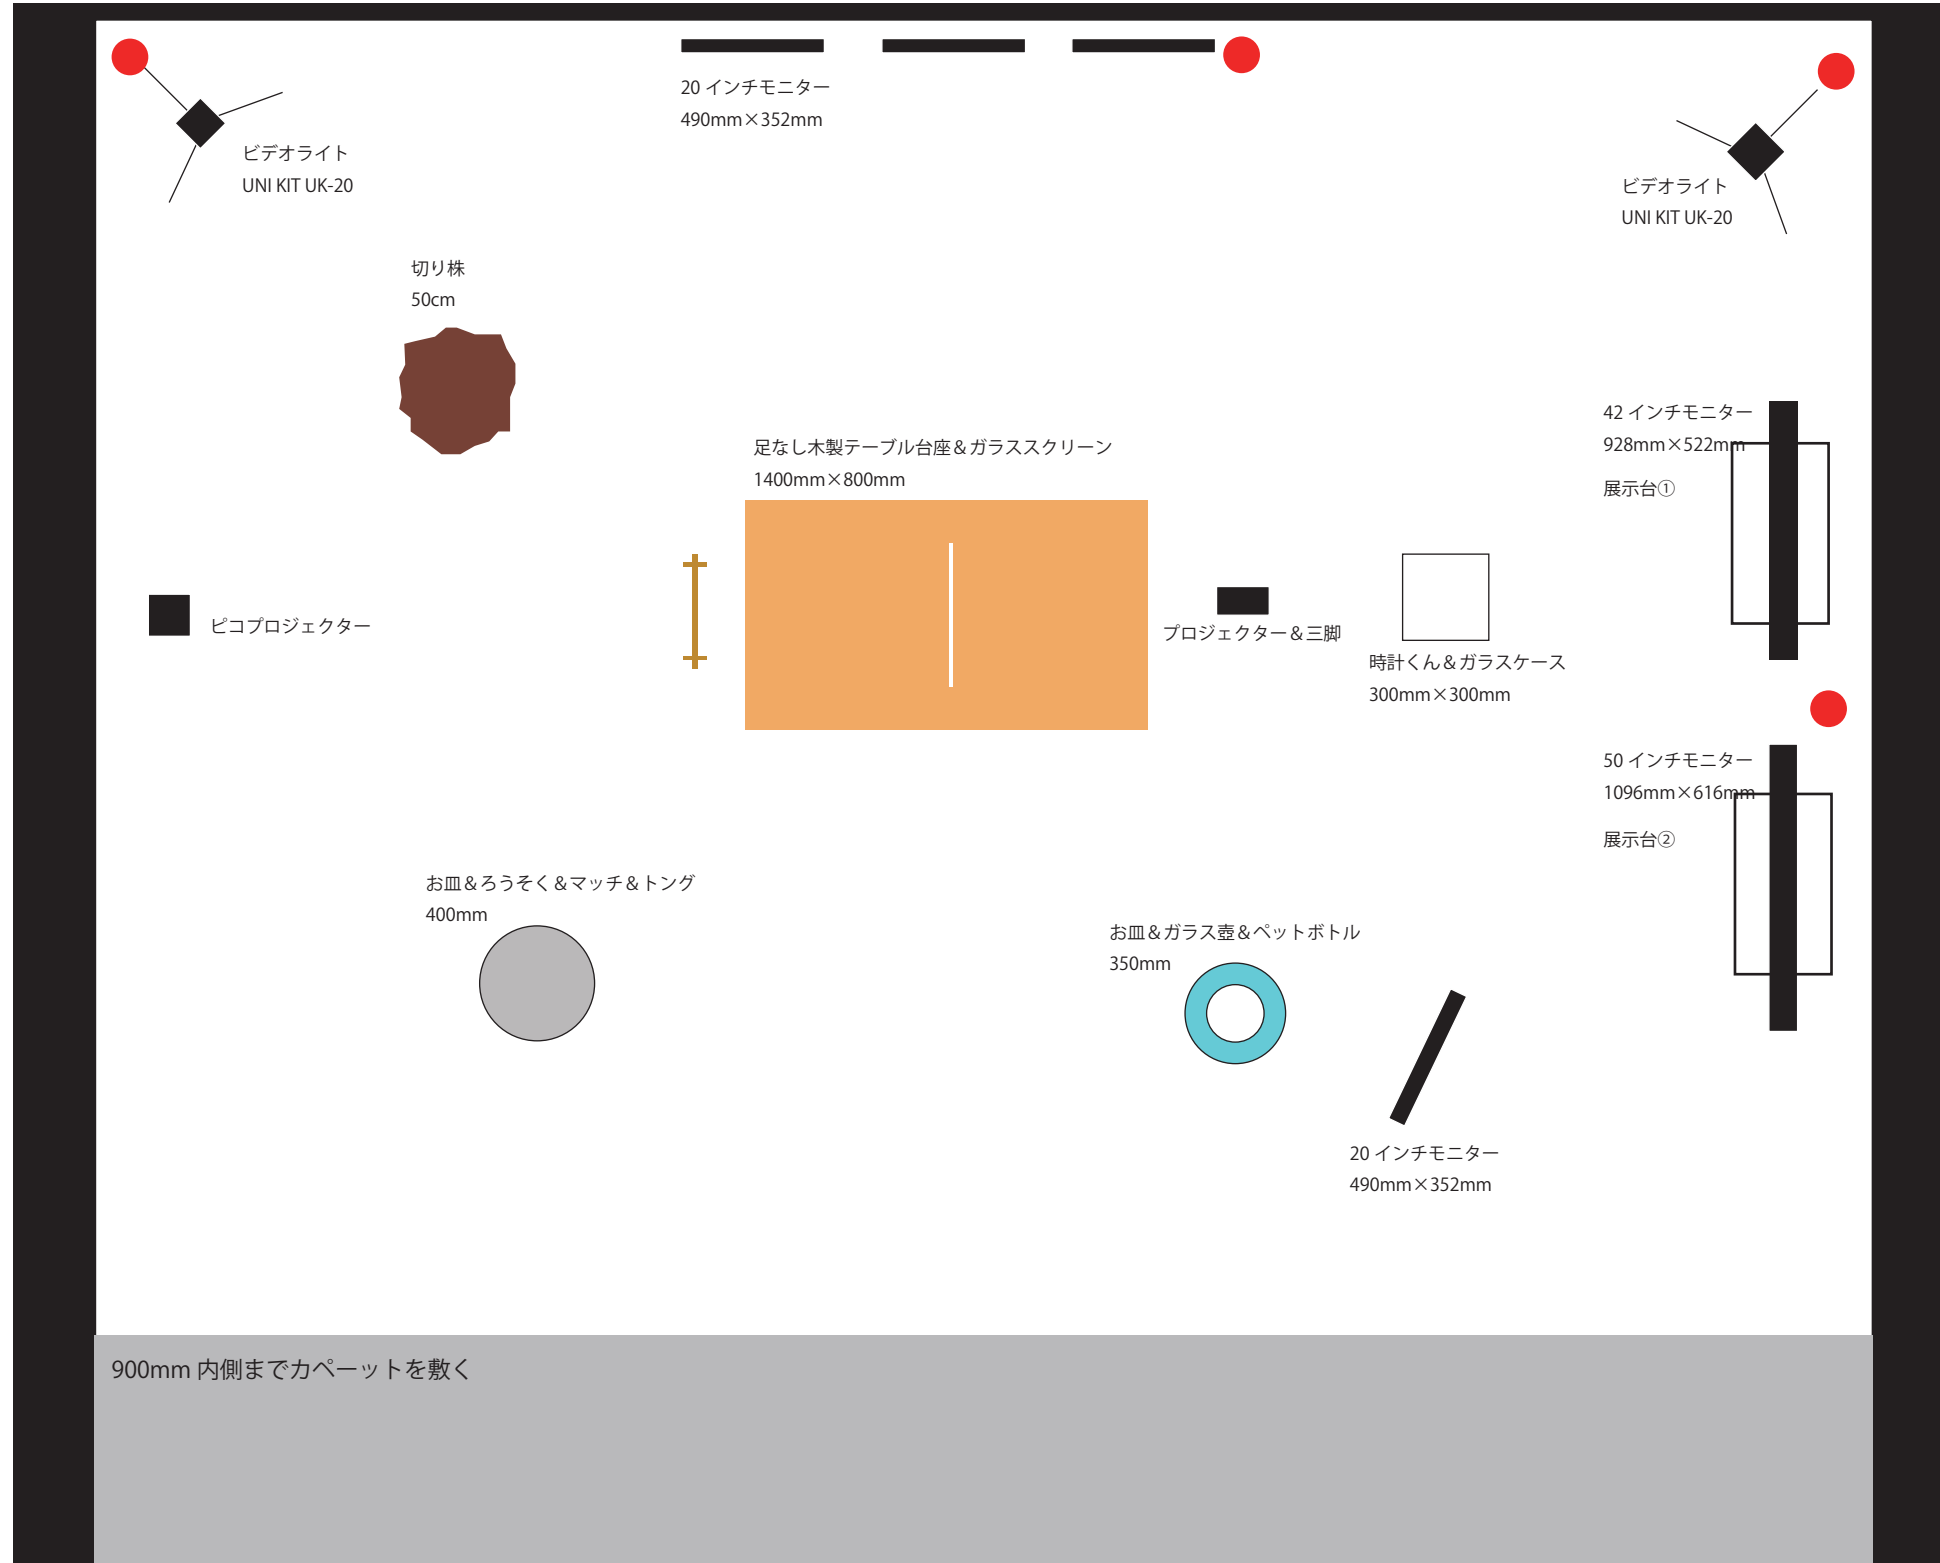 20 インチモニター
490mm×352mm
ビデオライト
UNI KIT UK-20
ビデオライト
UNI KIT UK-20
切り株
50cm
42 インチモニター
928mm×522mm
展示台①
足なし木製テーブル台座＆ガラススクリーン
1400mm×800mm
ピコプロジェクター
プロジェクター＆三脚
時計くん＆ガラスケース
300mm×300mm
50 インチモニター
1096mm×616mm
展示台②
お皿＆ろうそく＆マッチ＆トング
400mm
お皿＆ガラス壺＆ペットボトル
350mm
20 インチモニター
490mm×352mm
900mm 内側までカペーットを敷く